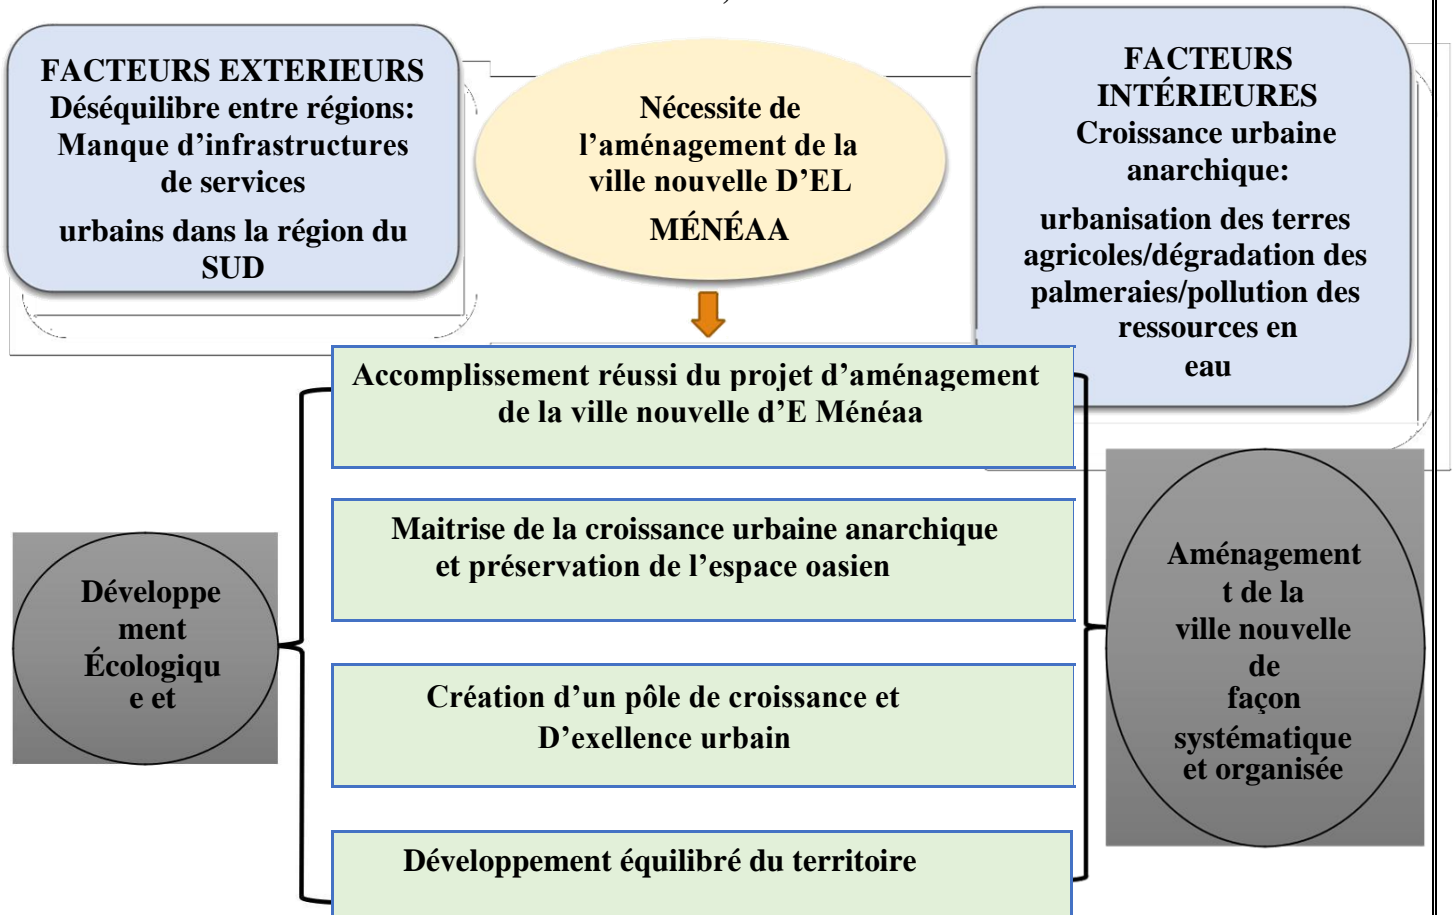 FACTEURS EXTERIEURS
Déséquilibre entre régions:
Manque d’infrastructures
de services
urbains dans la région du
SUD
Nécessite de
l’aménagement de la
ville nouvelle D’EL
MÉNÉAA
FACTEURS
INTÉRIEURES
Croissance urbaine
anarchique:
urbanisation des terres
agricoles/dégradation des
palmeraies/pollution des
ressources en
eau
Accomplissement réussi du projet d’aménagement
de la ville nouvelle d’E Ménéaa
Maitrise de la croissance urbaine anarchique
et préservation de l’espace oasien
Création d’un pôle de croissance et
D’exellence urbain
Développement équilibré du territoire
Développe
ment
Écologiqu
e et
Aménagement
t de la
ville nouvelle
de
façon
systématique
et organisée